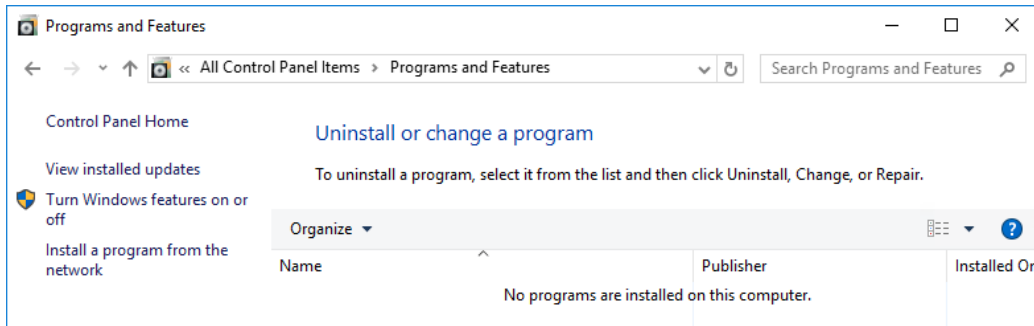 Programs and Features
« All Control Panel Items > Programs and Features
Search Programs and Features
Control Panel Home
View installed updates
Turn Windows features on or
off
Install a program from the
network
Uninstall or change a program
To uninstall a program, select it from the list and then click Uninstall, Change, or Repair.
Organize
Name Publisher Installed Or
No programs are installed on this computer.